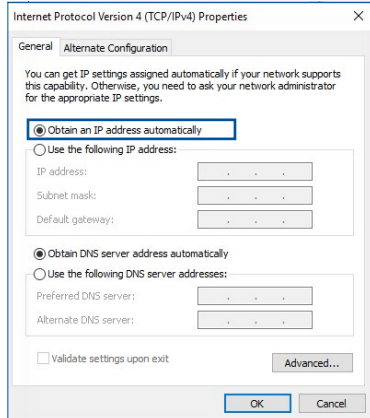 Internet Protocol Version 4 (TCP/IPv4) Properties
General
Alternate Configuration
You can get IP settings assigned automatically if your network supports
this capability. Otherwise, you need to ask your network administrator
for the appropriate IP settings.
Obtain an IP address automatically
Use the following IP address:
IP address:
Subnet mask:
Default gateway:
Obtain DNS server address automatically
Use the following DNS server addresses:
Preferred DNS server:
Alternate DNS server:
Validate settings upon exit
Advanced...
OK
Cancel